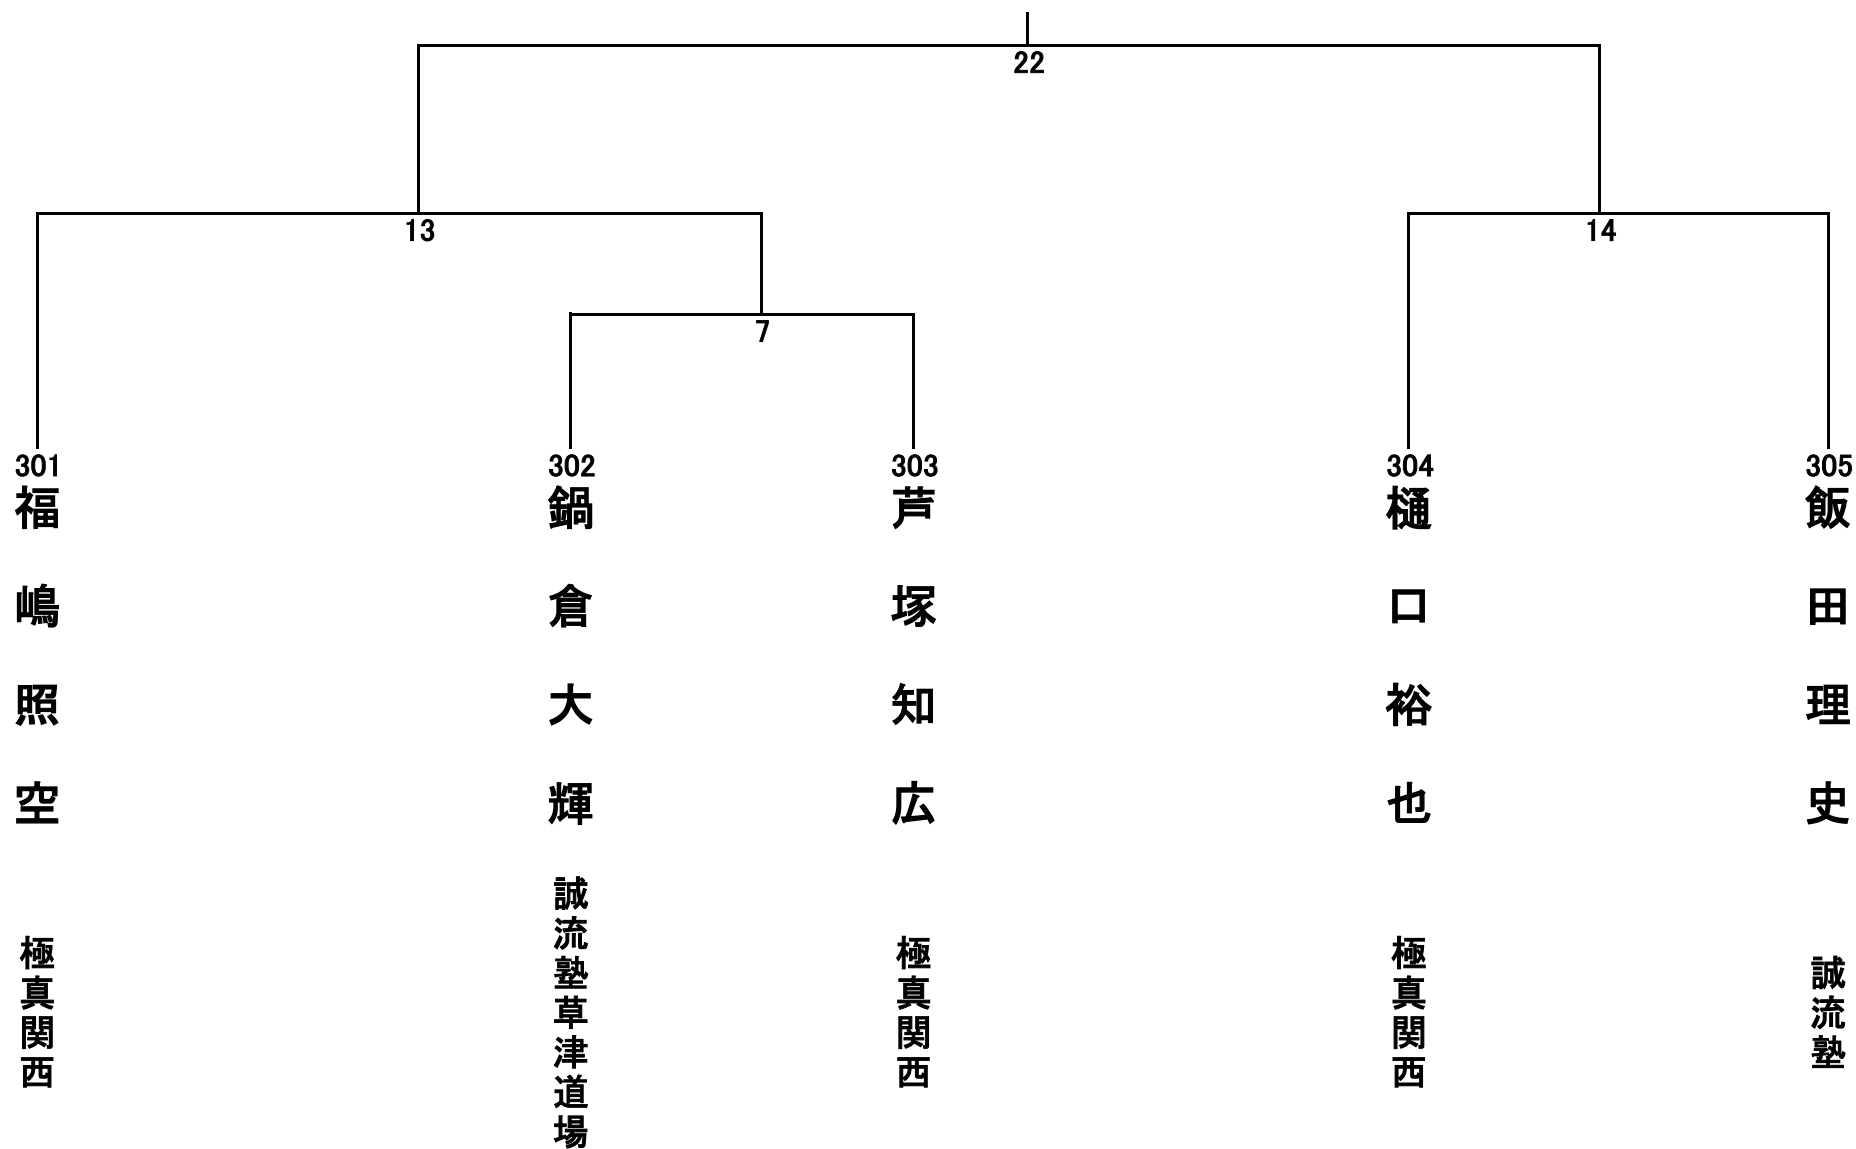 22
13
14
7
301
福嶋照空
極真関西
302
鍋倉大輝
誠流塾草津道場
303
芦塚知広
極真関西
304
樋口裕也
極真関西
305
飯田理史
誠流塾